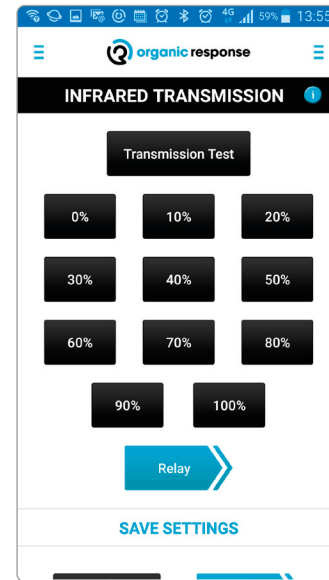 4G 59% 13:55
organic response
INFRARED TRANSMISSION i
Transmission Test
0% 10% 20%
30% 40% 50%
60% 70% 80%
90% 100%
Relay
SAVE SETTINGS